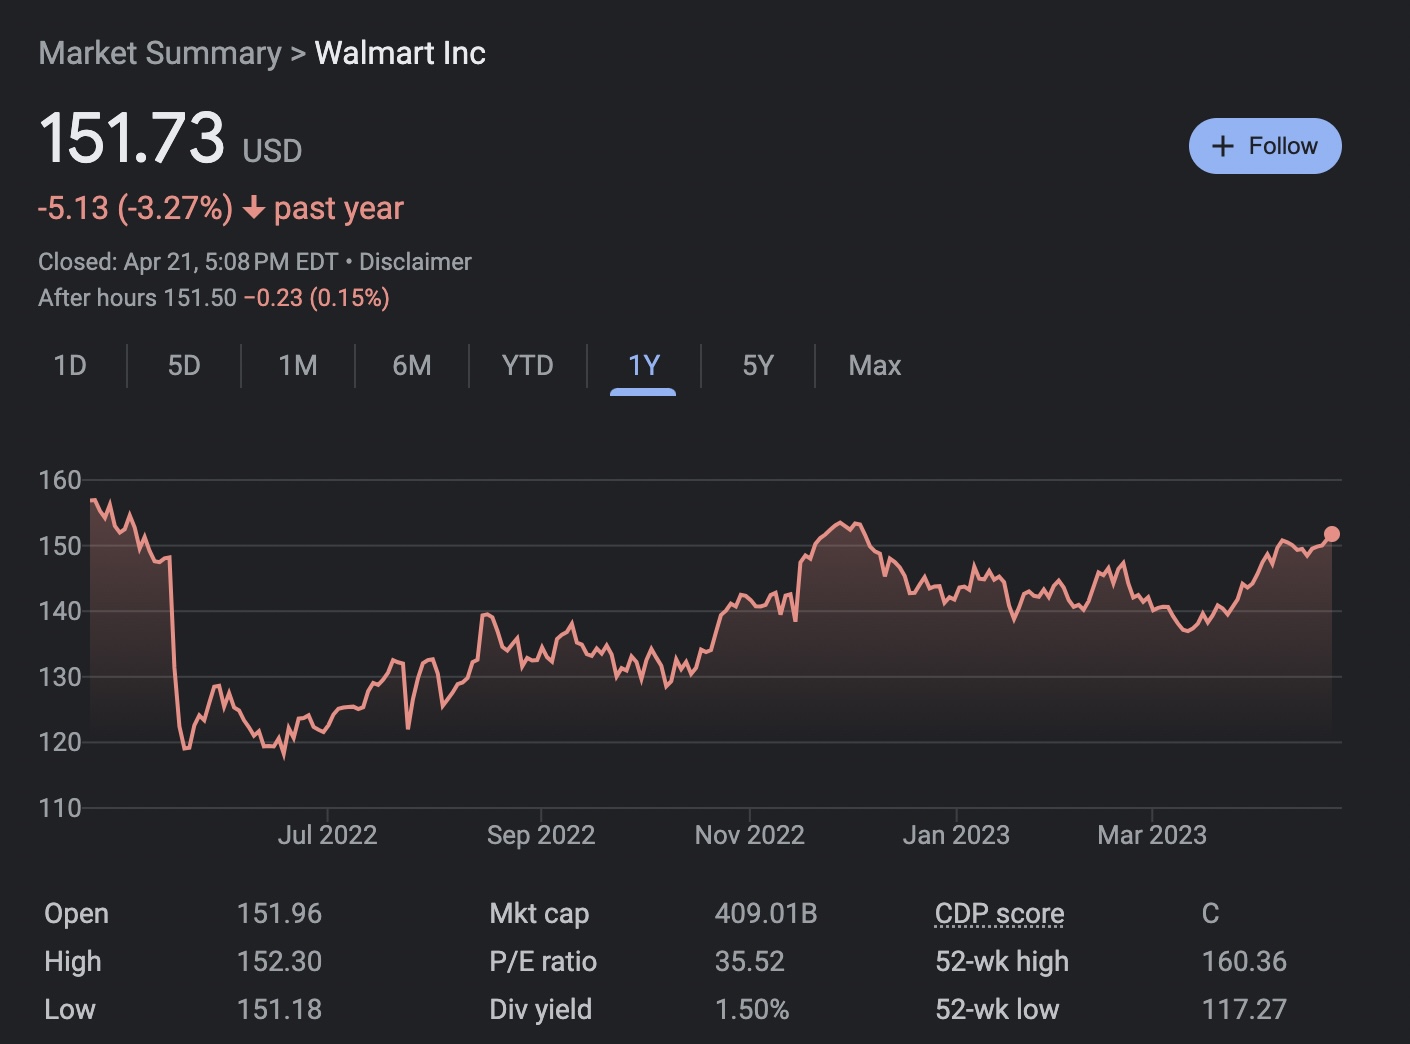 Market Summary > Walmart Inc
151.73 USD
+ Follow
-5.13 (-3.27%) ↓ past year
Closed: Apr 21, 5:08 PM EDT • Disclaimer
After hours 151.50 −0.23 (0.15%)
1D 5D 1M 6M YTD 1Y 5Y Max
160
150
140
130
120
110
Jul 2022 Sep 2022 Nov 2022 Jan 2023 Mar 2023
Open 151.96 Mkt cap 409.01B CDP score C
High 152.30 P/E ratio 35.52 52-wk high 160.36
Low 151.18 Div yield 1.50% 52-wk low 117.27